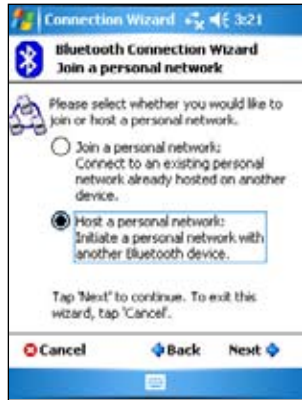 Connection Wizard 3:21
Bluetooth Connection Wizard
Join a personal network
Please select whether you would like to
join or host a personal network.
Join a personal network:
Connect to an existing personal
network already hosted on another
device.
Host a personal network:
Initiate a personal network with
another Bluetooth device.
Tap 'Next' to continue. To exit this
wizard, tap 'Cancel'.
Cancel Back Next